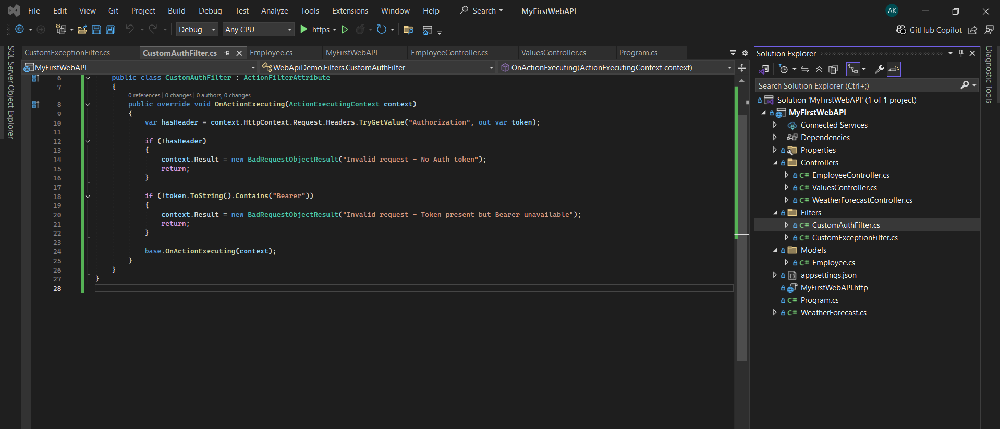 File Edit View Git Project Build Debug Test Analyze Tools Extensions Window Help Search MyFirstWebAPI AK
Debug Any CPU https GitHub Copilot
SQL Server Object Explorer
CustomExceptionFilter.cs CustomAuthFilter.cs Employee.cs MyFirstWebAPI EmployeeController.cs ValuesController.cs Program.cs
MyFirstWebAPI WebApiDemo.Filters.CustomAuthFilter OnActionExecuting(ActionExecutingContext context)
6 public class CustomAuthFilter : ActionFilterAttribute
7 {
0 references | 0 changes | 0 authors, 0 changes
8 public override void OnActionExecuting(ActionExecutingContext context)
9 {
10 var hasHeader = context.HttpContext.Request.Headers.TryGetValue("Authorization", out var token);
11
12 if (!hasHeader)
13 {
14 context.Result = new BadRequestObjectResult("Invalid request - No Auth token");
15 return;
16 }
17
18 if (!token.ToString().Contains("Bearer"))
19 {
20 context.Result = new BadRequestObjectResult("Invalid request - Token present but Bearer unavailable");
21 return;
22 }
23
24 base.OnActionExecuting(context);
25 }
26 }
27 }
28
Solution Explorer
Search Solution Explorer (Ctrl+;)
Solution 'MyFirstWebAPI' (1 of 1 project)
MyFirstWebAPI
Connected Services
Dependencies
Properties
Controllers
C# EmployeeController.cs
C# ValuesController.cs
C# WeatherForecastController.cs
Filters
C# CustomAuthFilter.cs
C# CustomExceptionFilter.cs
Models
C# Employee.cs
appsettings.json
MyFirstWebAPI.http
C# Program.cs
C# WeatherForecast.cs
Diagnostic Tools